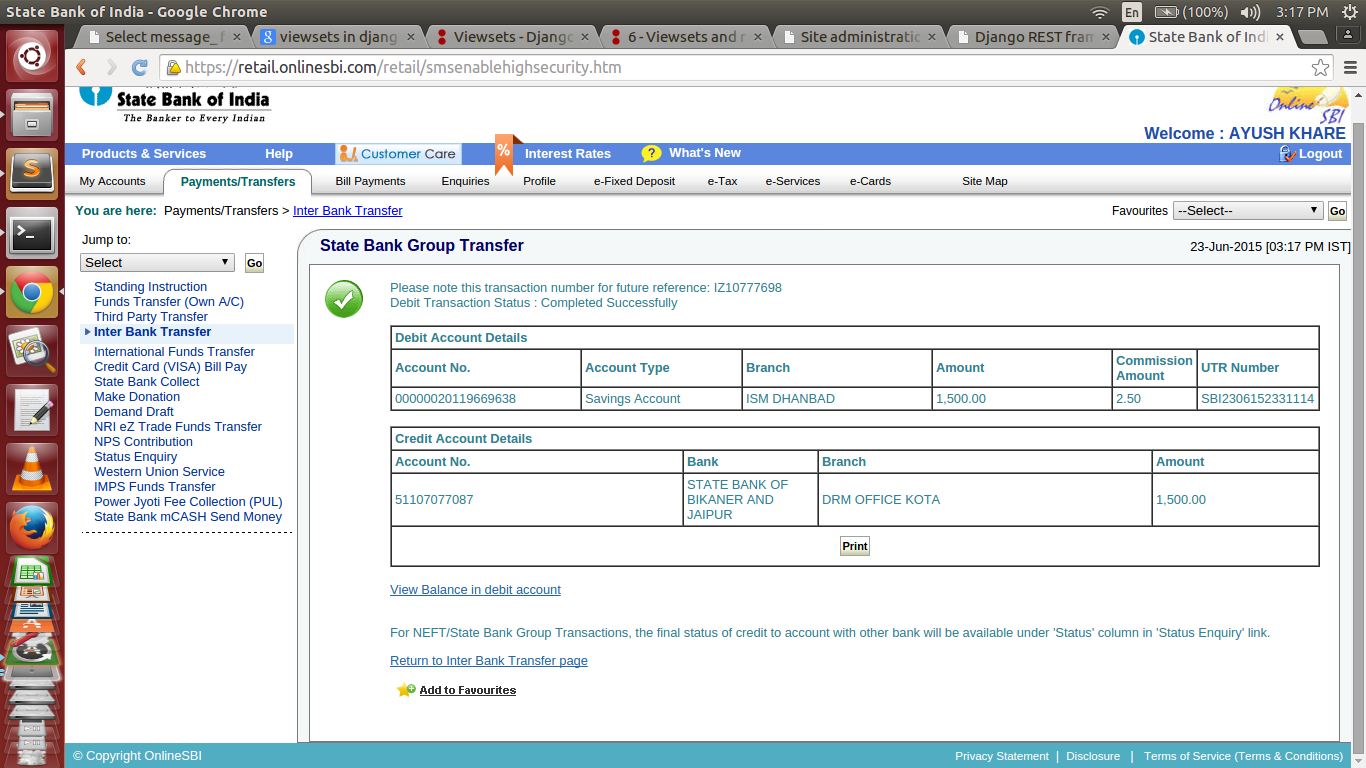 State Bank of India - Google Chrome
En (100%) 3:17 PM
Select message_ × viewsets in djang × Viewsets - Djang × 6 - Viewsets and × Site administrati × Django REST fram × State Bank of Ind ×
https://retail.onlinesbi.com/retail/smsenablehighsecurity.htm
State Bank of India
The Banker to Every Indian
Online SBI
Welcome : AYUSH KHARE
Products & Services Help Customer Care % Interest Rates ? What's New Logout
My Accounts Payments/Transfers Bill Payments Enquiries Profile e-Fixed Deposit e-Tax e-Services e-Cards Site Map
You are here: Payments/Transfers > Inter Bank Transfer Favourites --Select-- Go
Jump to:
Select Go
Standing Instruction
Funds Transfer (Own A/C)
Third Party Transfer
Inter Bank Transfer
International Funds Transfer
Credit Card (VISA) Bill Pay
State Bank Collect
Make Donation
Demand Draft
NRI eZ Trade Funds Transfer
NPS Contribution
Status Enquiry
Western Union Service
IMPS Funds Transfer
Power Jyoti Fee Collection (PUL)
State Bank mCASH Send Money
State Bank Group Transfer 23-Jun-2015 [03:17 PM IST]
Please note this transaction number for future reference: IZ10777698
Debit Transaction Status : Completed Successfully
Debit Account Details
Account No. Account Type Branch Amount Commission Amount UTR Number
00000020119669638 Savings Account ISM DHANBAD 1,500.00 2.50 SBI2306152331114
Credit Account Details
Account No. Bank Branch Amount
51107077087 STATE BANK OF BIKANER AND JAIPUR DRM OFFICE KOTA 1,500.00
Print
View Balance in debit account
For NEFT/State Bank Group Transactions, the final status of credit to account with other bank will be available under 'Status' column in 'Status Enquiry' link.
Return to Inter Bank Transfer page
Add to Favourites
© Copyright OnlineSBI Privacy Statement | Disclosure | Terms of Service (Terms & Conditions)